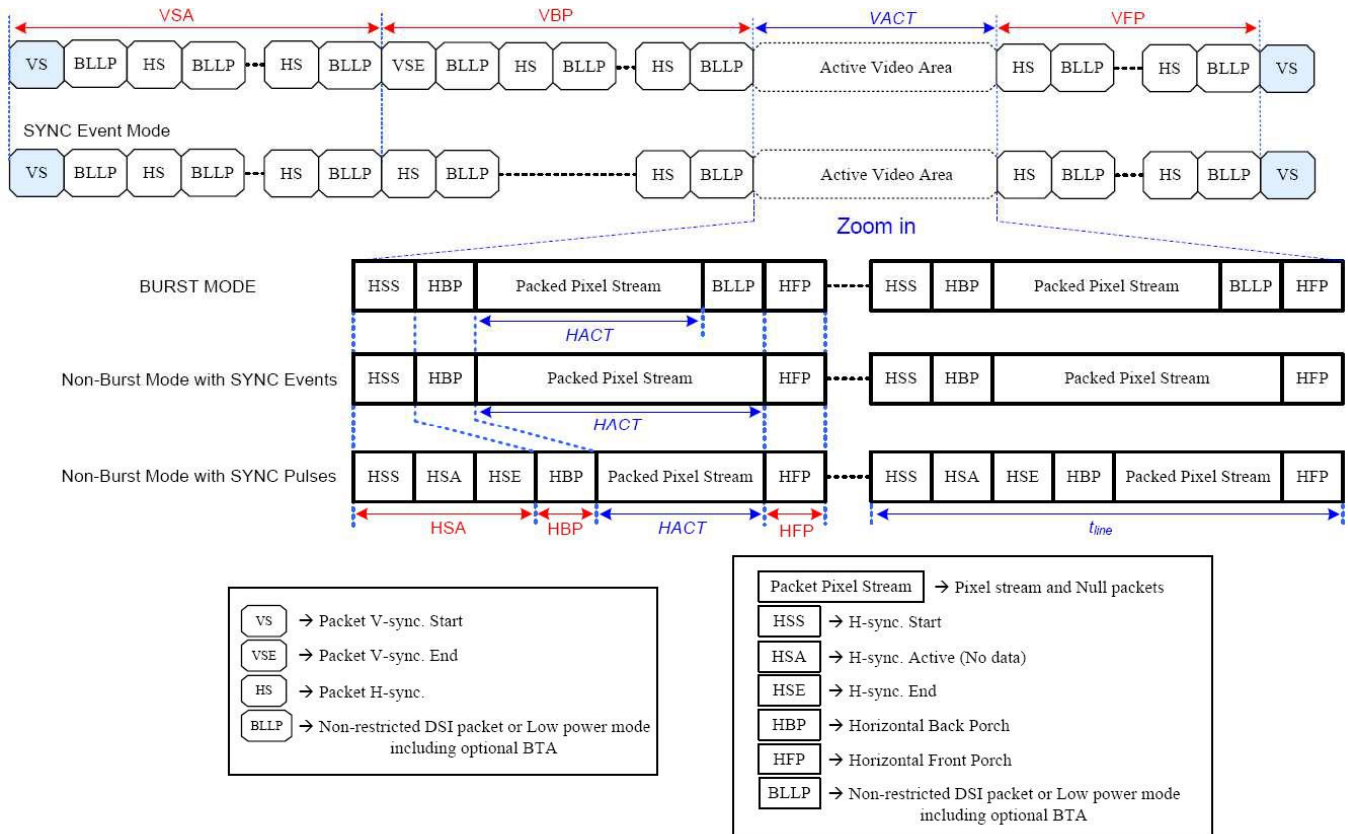 VSA VBP VACT VFP
VS BLLP HS BLLP HS BLLP VSE BLLP HS BLLP HS BLLP Active Video Area HS BLLP HS BLLP VS
SYNC Event Mode
VS BLLP HS BLLP HS BLLP HS BLLP HS BLLP Active Video Area HS BLLP HS BLLP VS
Zoom in
BURST MODE HSS HBP Packed Pixel Stream BLLP HFP HSS HBP Packed Pixel Stream BLLP HFP
HACT
Non-Burst Mode with SYNC Events HSS HBP Packed Pixel Stream HFP HSS HBP Packed Pixel Stream HFP
HACT
Non-Burst Mode with SYNC Pulses HSS HSA HSE HBP Packed Pixel Stream HFP HSS HSA HSE HBP Packed Pixel Stream HFP
HSA HBP HACT HFP tline
VS → Packet V-sync. Start
VSE → Packet V-sync. End
HS → Packet H-sync.
BLLP → Non-restricted DSI packet or Low power mode
including optional BTA
Packet Pixel Stream → Pixel stream and Null packets
HSS → H-sync. Start
HSA → H-sync. Active (No data)
HSE → H-sync. End
HBP → Horizontal Back Porch
HFP → Horizontal Front Porch
BLLP → Non-restricted DSI packet or Low power mode
including optional BTA